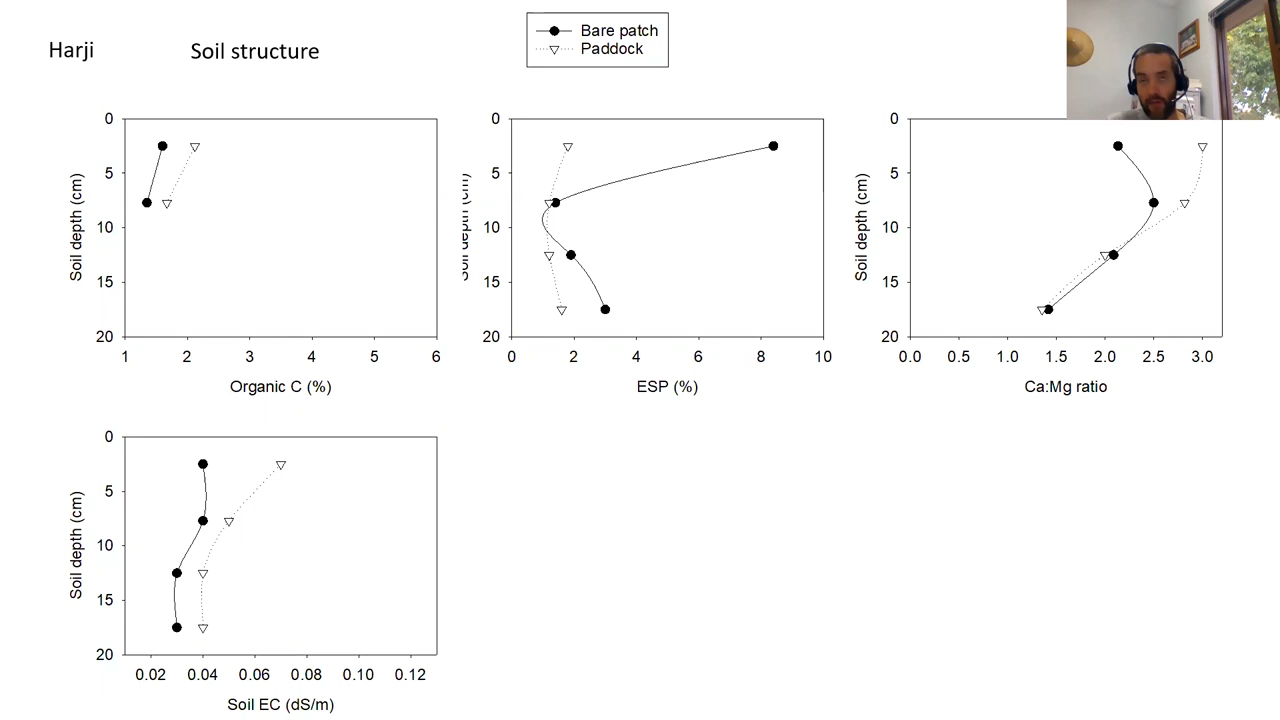 Harji
Soil structure
Bare patch
Paddock
0
5
10
15
20
Soil depth (cm)
1 2 3 4 5 6
Organic C (%)
0
5
10
15
20
Soil depth (cm)
0 2 4 6 8 10
ESP (%)
0
5
10
15
20
Soil depth (cm)
0.0 0.5 1.0 1.5 2.0 2.5 3.0
Ca:Mg ratio
0
5
10
15
20
Soil depth (cm)
0.02 0.04 0.06 0.08 0.10 0.12
Soil EC (dS/m)